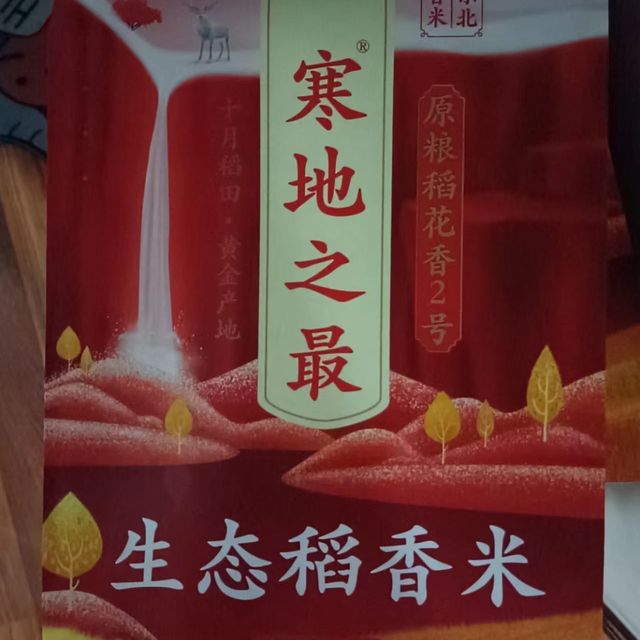 寒地之最®
原粮稻花香2号
十月稻田·黄金产地
生态稻香米